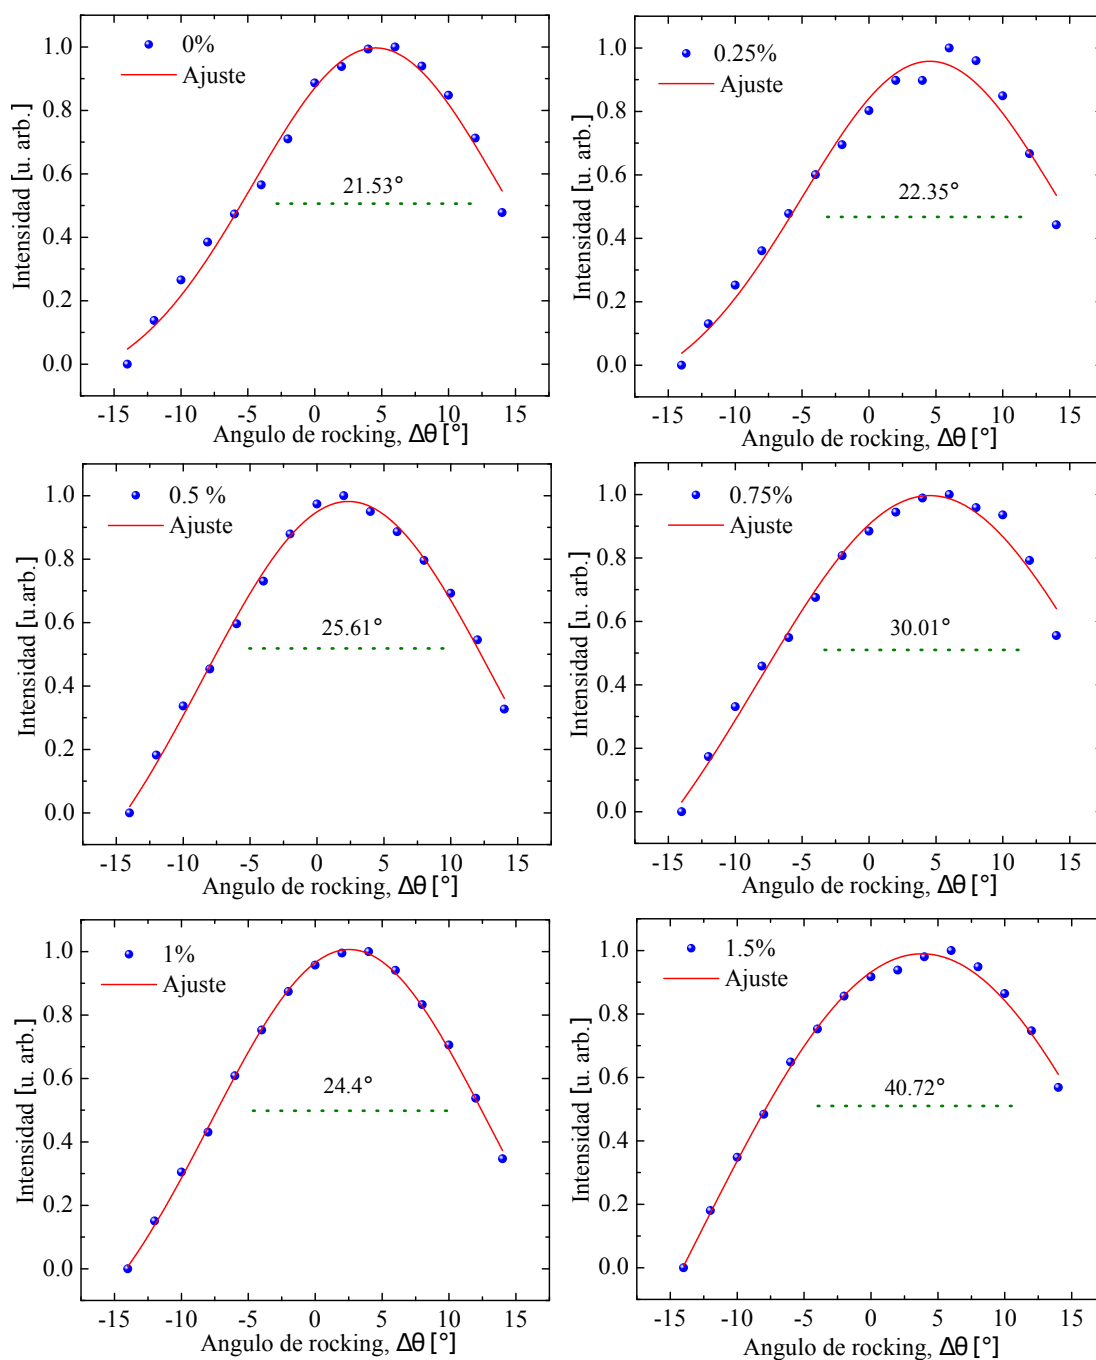 0%
Ajuste
21.53°
Intensidad [u. arb.]
1.0
0.8
0.6
0.4
0.2
0.0
-15 -10 -5 0 5 10 15
Angulo de rocking, Δθ [°]
0.25%
Ajuste
22.35°
Intensidad [u. arb.]
1.0
0.8
0.6
0.4
0.2
0.0
-15 -10 -5 0 5 10 15
Angulo de rocking, Δθ [°]
0.5 %
Ajuste
25.61°
Intensidad [u.arb.]
1.0
0.8
0.6
0.4
0.2
0.0
-15 -10 -5 0 5 10 15
Angulo de rocking, Δθ [°]
0.75%
Ajuste
30.01°
Intensidad [u. arb.]
1.0
0.8
0.6
0.4
0.2
0.0
-15 -10 -5 0 5 10 15
Angulo de rocking, Δθ [°]
1%
Ajuste
24.4°
Intensidad [u. arb.]
1.0
0.8
0.6
0.4
0.2
0.0
-15 -10 -5 0 5 10 15
Angulo de rocking, Δθ [°]
1.5%
Ajuste
40.72°
Intensidad [u. arb.]
1.0
0.8
0.6
0.4
0.2
0.0
-15 -10 -5 0 5 10 15
Angulo de rocking, Δθ [°]